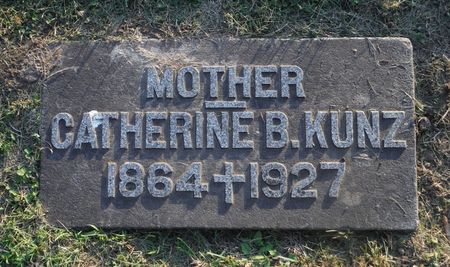 MOTHER
CATHERINE B. KUNZ
1864✝1927